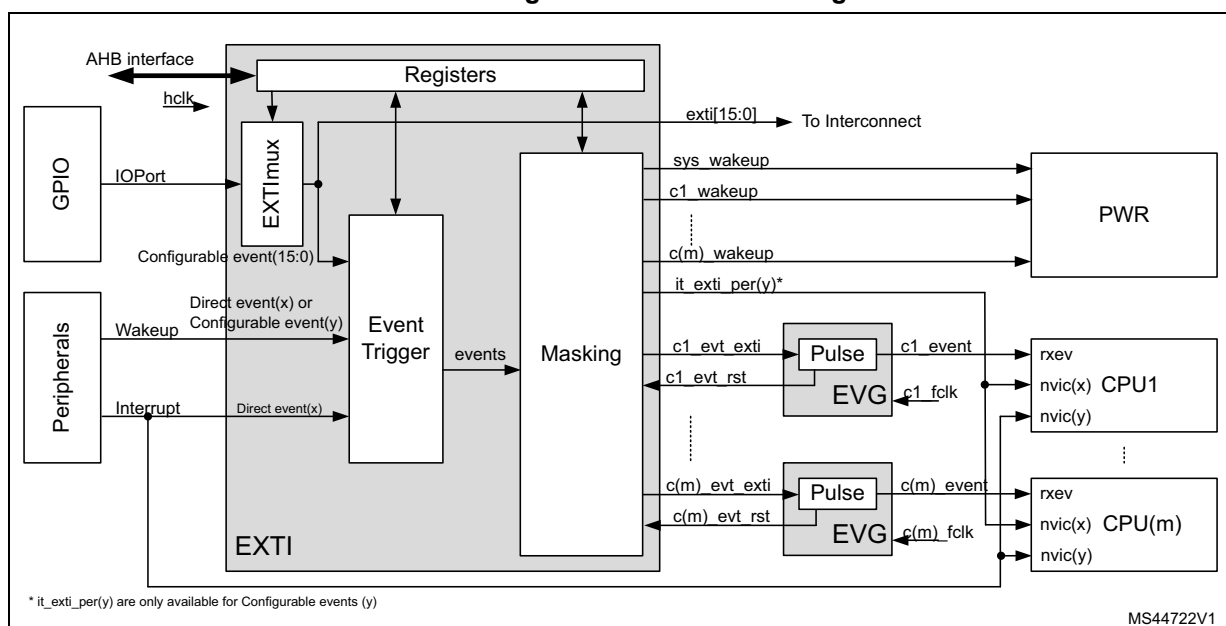 AHB interface
Registers
hclk
exti[15:0]
To Interconnect
GPIO
IOPort
EXTImux
sys_wakeup
c1_wakeup
PWR
Configurable event(15:0)
c(m)_wakeup
it_exti_per(y)*
Peripherals
Direct event(x) or
Wakeup
Configurable event(y)
Event
Trigger
events
Masking
c1_evt_exti
Pulse
c1_event
rxev
c1_evt_rst
EVG
c1_fclk
nvic(x)
CPU1
nvic(y)
Interrupt
Direct event(x)
c(m)_evt_exti
Pulse
c(m)_event
rxev
c(m)_evt_rst
EVG
c(m)_fclk
nvic(x)
CPU(m)
nvic(y)
EXTI
* it_exti_per(y) are only available for Configurable events (y)
MS44722V1